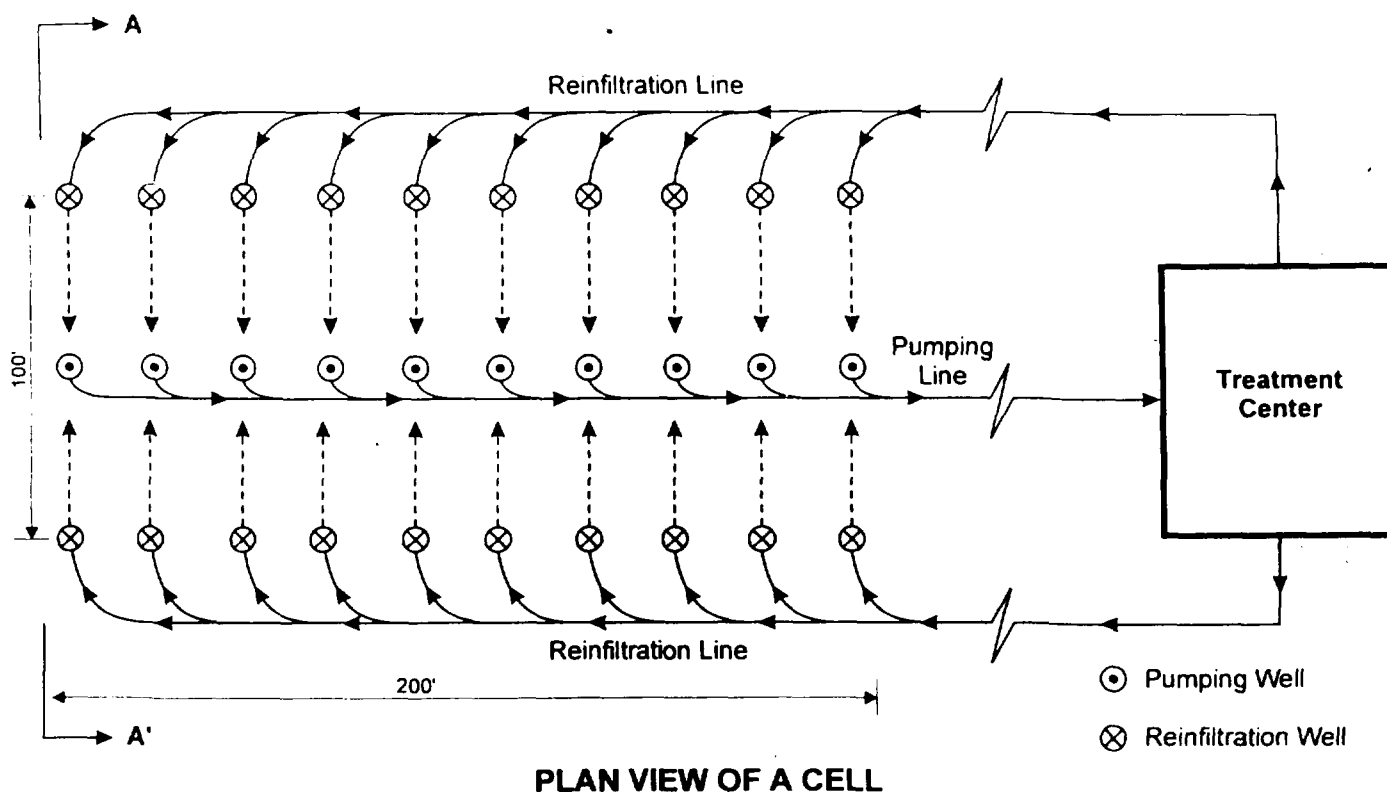 A
Reinfiltration Line
100'
Pumping
Line
Treatment
Center
Reinfiltration Line
200'
Pumping Well
A'
Reinfiltration Well
PLAN VIEW OF A CELL